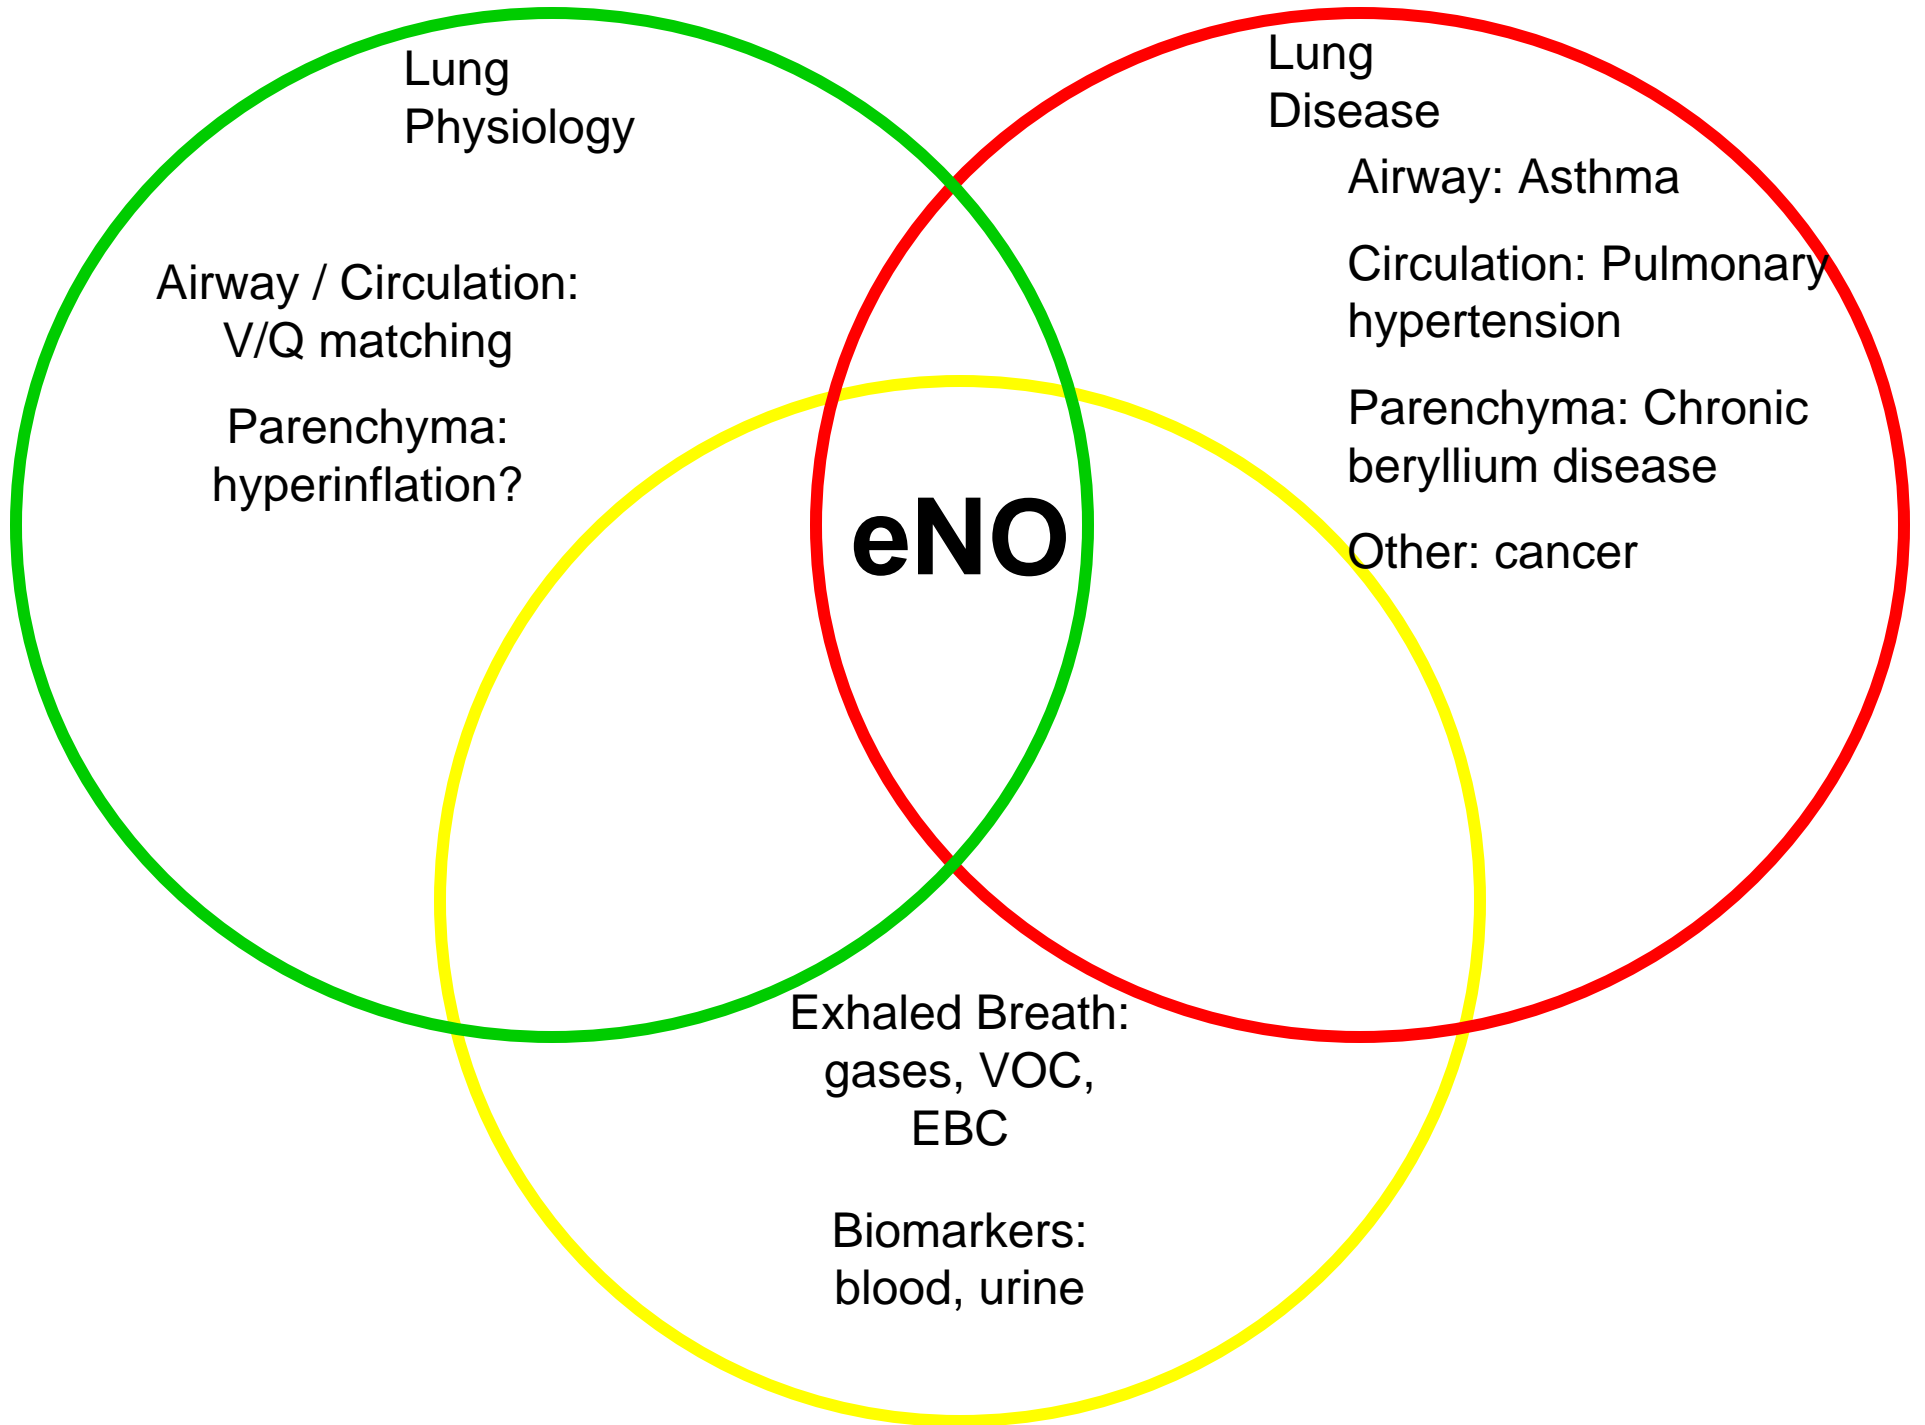 Lung
Physiology
Airway / Circulation:
V/Q matching
Parenchyma:
hyperinflation?
Lung
Disease
Airway: Asthma
Circulation: Pulmonary
hypertension
Parenchyma: Chronic
beryllium disease
Other: cancer
eNO
Exhaled Breath:
gases, VOC,
EBC
Biomarkers:
blood, urine